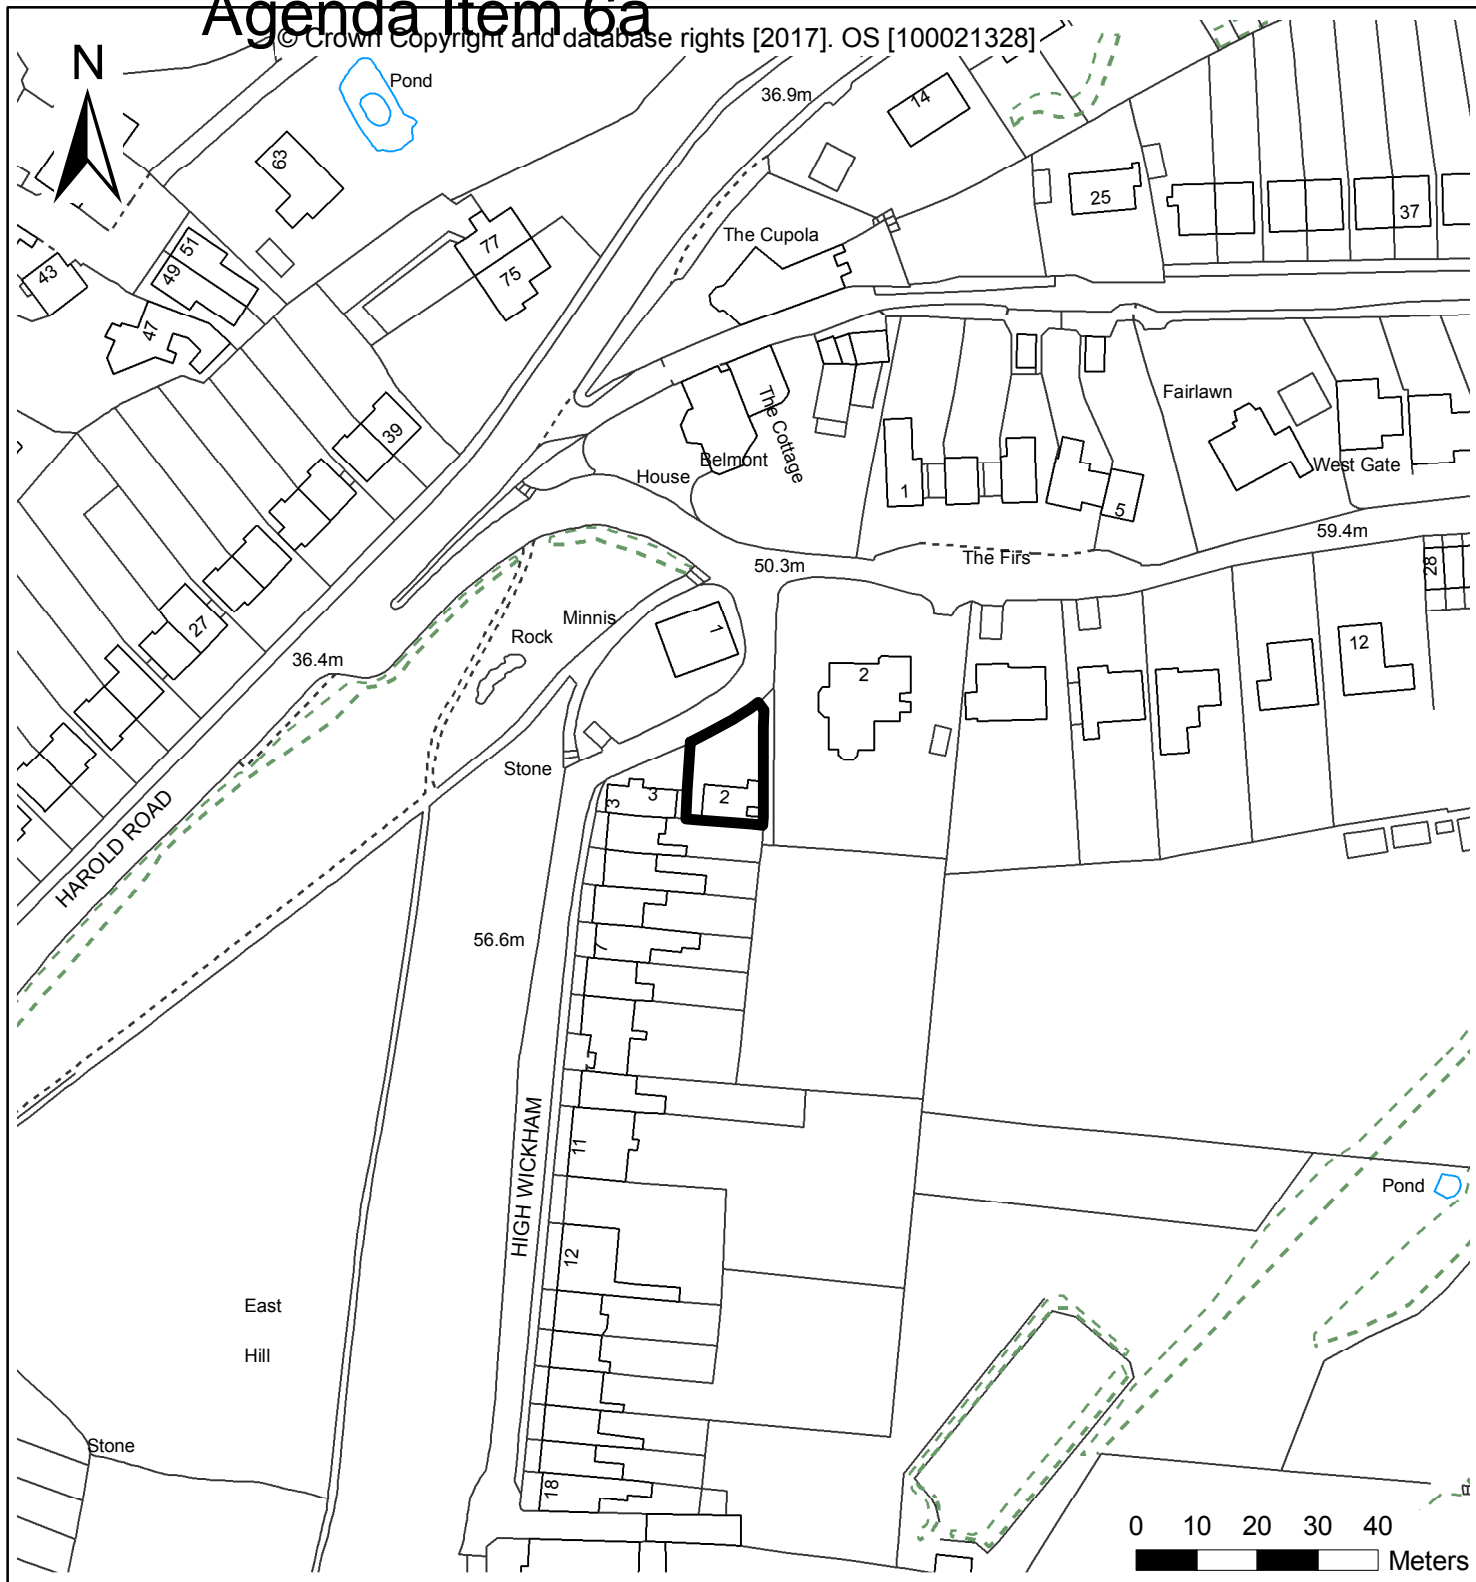 Agenda Item 6a
© Crown Copyright and database rights [2017]. OS [100021328]
N
Pond
36.9m
14
63
25
37
51
The Cupola
77
43
49
75
47
Fairlawn
39
The Cottage
Belmont
West Gate
House
1
5
59.4m
The Firs
50.3m
28
Minnis
27
Rock
1
12
36.4m
2
Stone
3
3
2
HAROLD ROAD
56.6m
HIGH WICKHAM
11
Pond
12
East
Hill
Stone
18
0 10 20 30 40
Meters